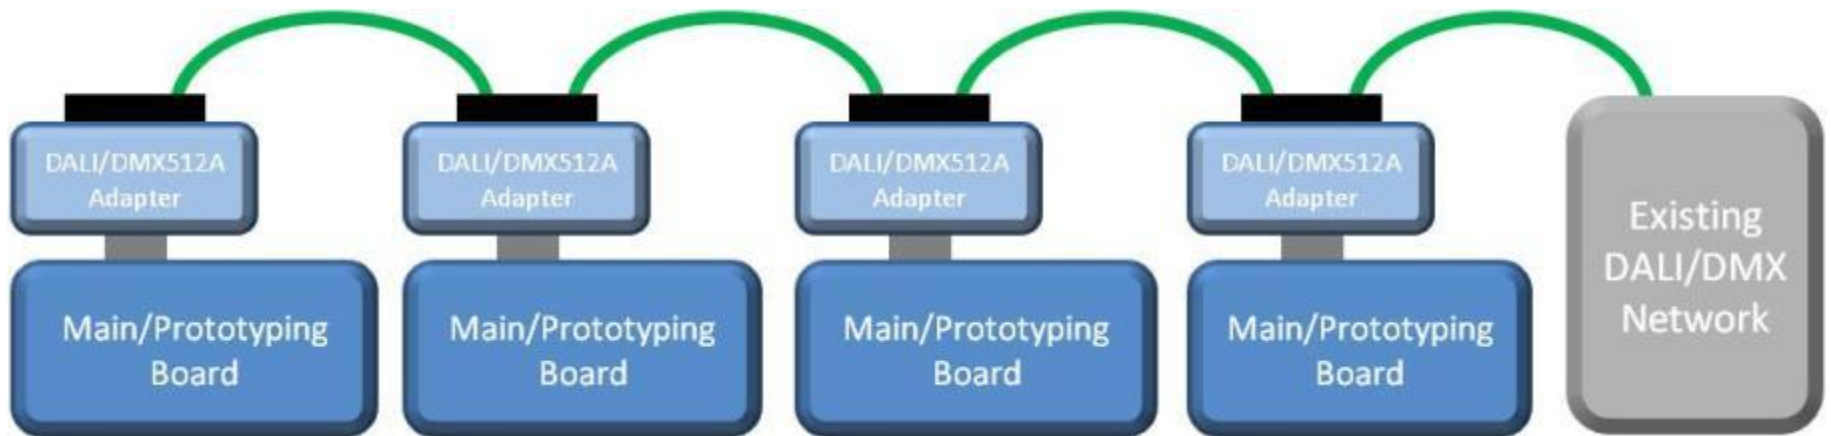 DALI/DMX512A
Adapter
DALI/DMX512A
Adapter
DALI/DMX512A
Adapter
DALI/DMX512A
Adapter
Existing
DALI/DMX
Network
Main/Prototyping
Board
Main/Prototyping
Board
Main/Prototyping
Board
Main/Prototyping
Board